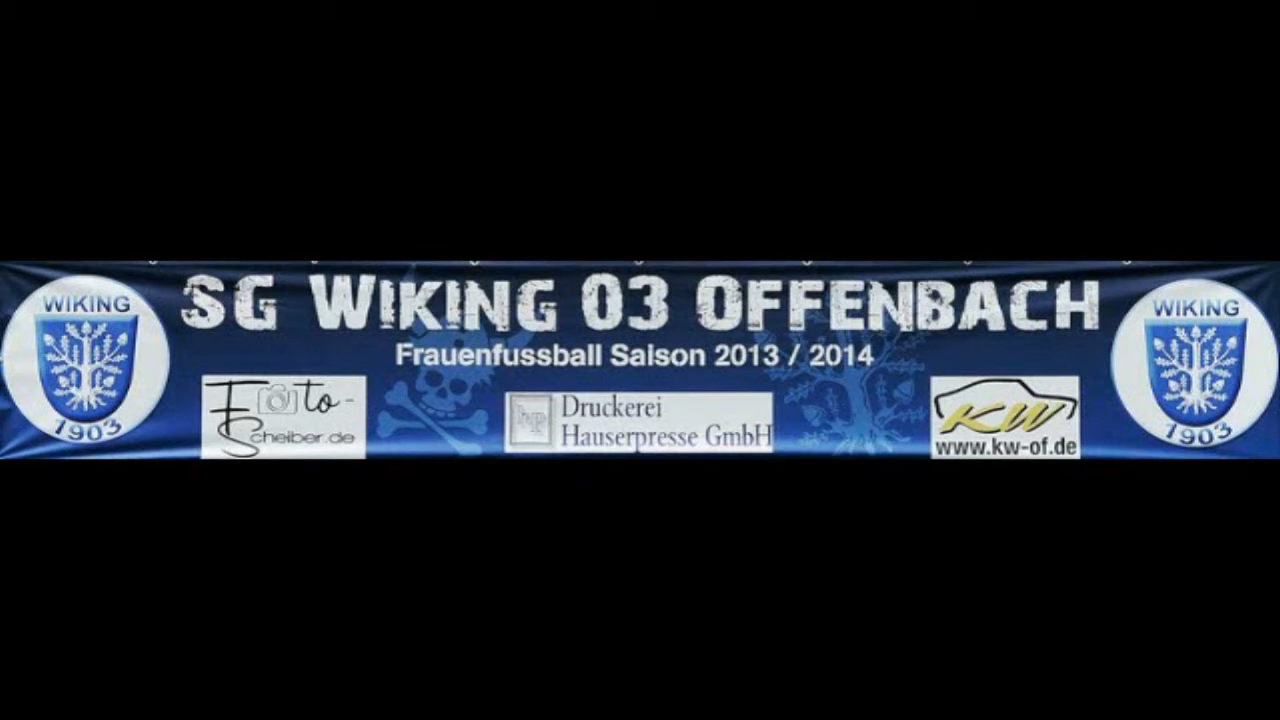 WIKING
1903
SG WIKING 03 OFFENBACH
Frauenfussball Saison 2013 / 2014
Foto-
Scheiber.de
hp
Druckerei
Hauserpresse GmbH
KW
www.kw-of.de
WIKING
1903